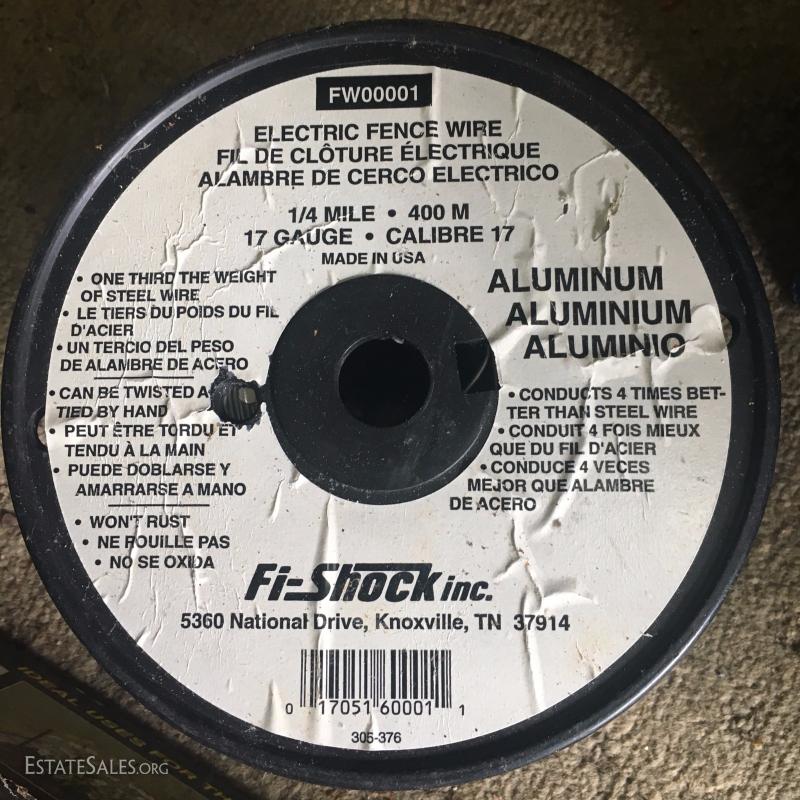 FW00001
ELECTRIC FENCE WIRE
FIL DE CLÔTURE ÉLECTRIQUE
ALAMBRE DE CERCO ELECTRICO
1/4 MILE • 400 M
17 GAUGE • CALIBRE 17
MADE IN USA
• ONE THIRD THE WEIGHT
OF STEEL WIRE
• LE TIERS DU POIDS DU FIL
D'ACIER
• UN TERCIO DEL PESO
DE ALAMBRE DE ACERO
• CAN BE TWISTED
TIED BY HAND
• PEUT ÊTRE TORDU ET
TENDU À LA MAIN
• PUEDE DOBLARSE Y
AMARRARSE A MANO
• WON'T RUST
• NE ROUILLE PAS
• NO SE OXIDA
ALUMINUM
ALUMINIUM
ALUMINIO
• CONDUCTS 4 TIMES BET-
TER THAN STEEL WIRE
• CONDUIT 4 FOIS MIEUX
QUE DU FIL D'ACIER
• CONDUCE 4 VECES
MEJOR QUE ALAMBRE
DE ACERO
Fi-Shock inc.
5360 National Drive, Knoxville, TN 37914
0 17051 60001 1
305-376
IDEAL USES FOR
ESTATESALES.ORG